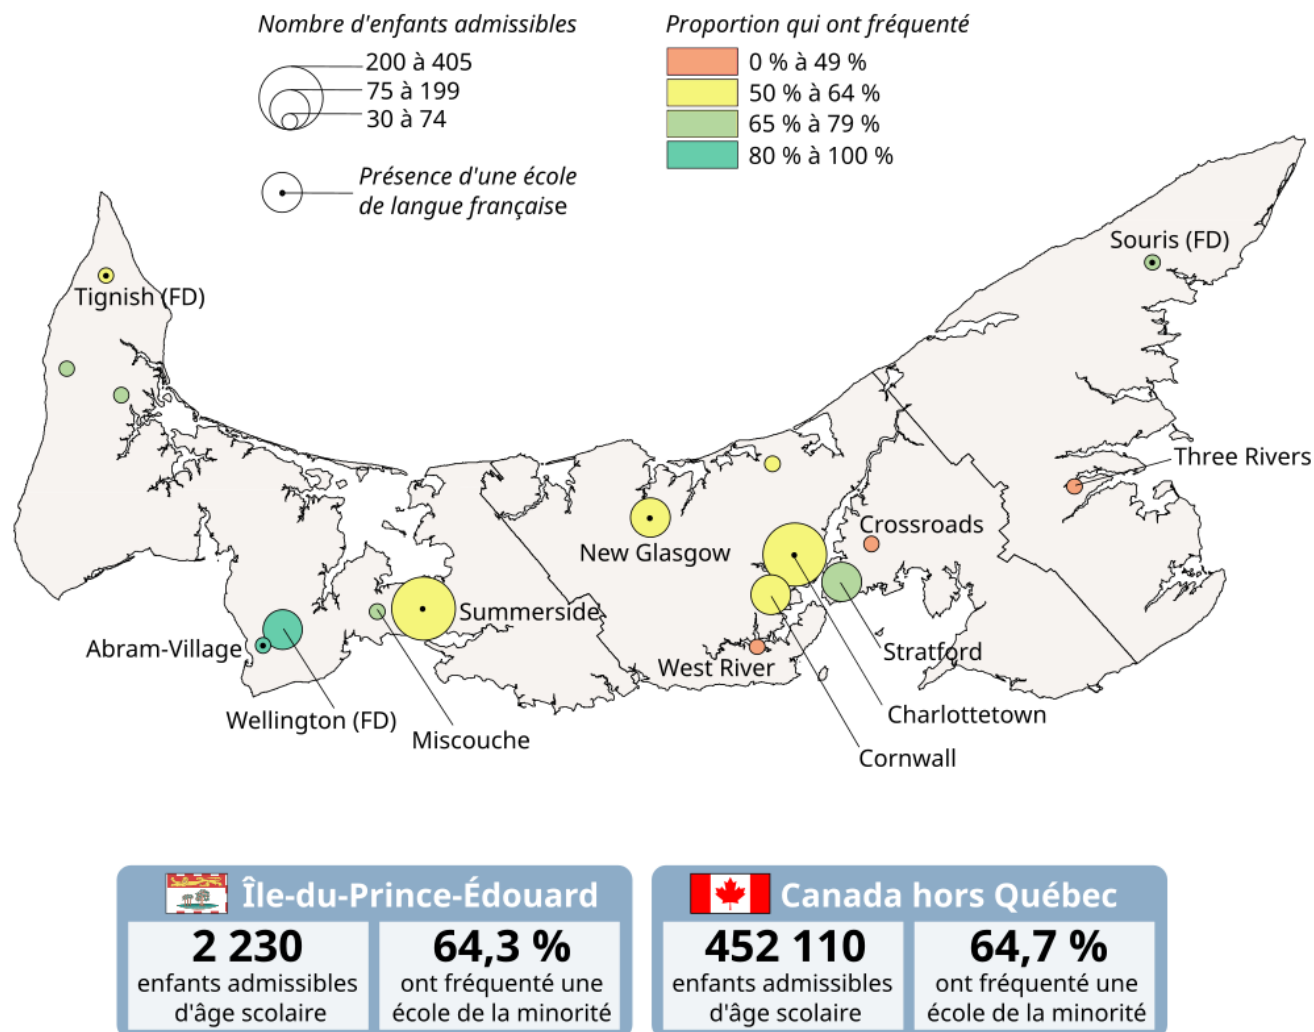 Nombre d'enfants admissibles
200 à 405
75 à 199
30 à 74
Présence d'une école
de langue française
Proportion qui ont fréquenté
0 % à 49 %
50 % à 64 %
65 % à 79 %
80 % à 100 %
Souris (FD)
Tignish (FD)
Three Rivers
Crossroads
New Glasgow
Summerside
Abram-Village
Stratford
West River
Wellington (FD)
Charlottetown
Miscouche
Cornwall
Île-du-Prince-Édouard
2 230
enfants admissibles
d'âge scolaire
64,3 %
ont fréquenté une
école de la minorité
Canada hors Québec
452 110
enfants admissibles
d'âge scolaire
64,7 %
ont fréquenté une
école de la minorité